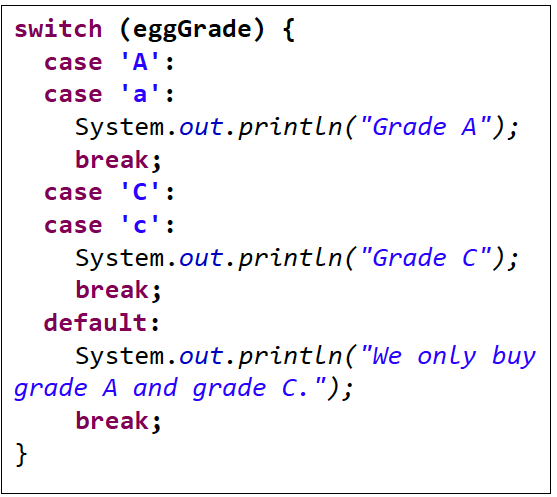 switch (eggGrade) {
case 'A':
case 'a':
System.out.println("Grade A");
break;
case 'C':
case 'c':
System.out.println("Grade C");
break;
default:
System.out.println("We only buy
grade A and grade C.");
break;
}